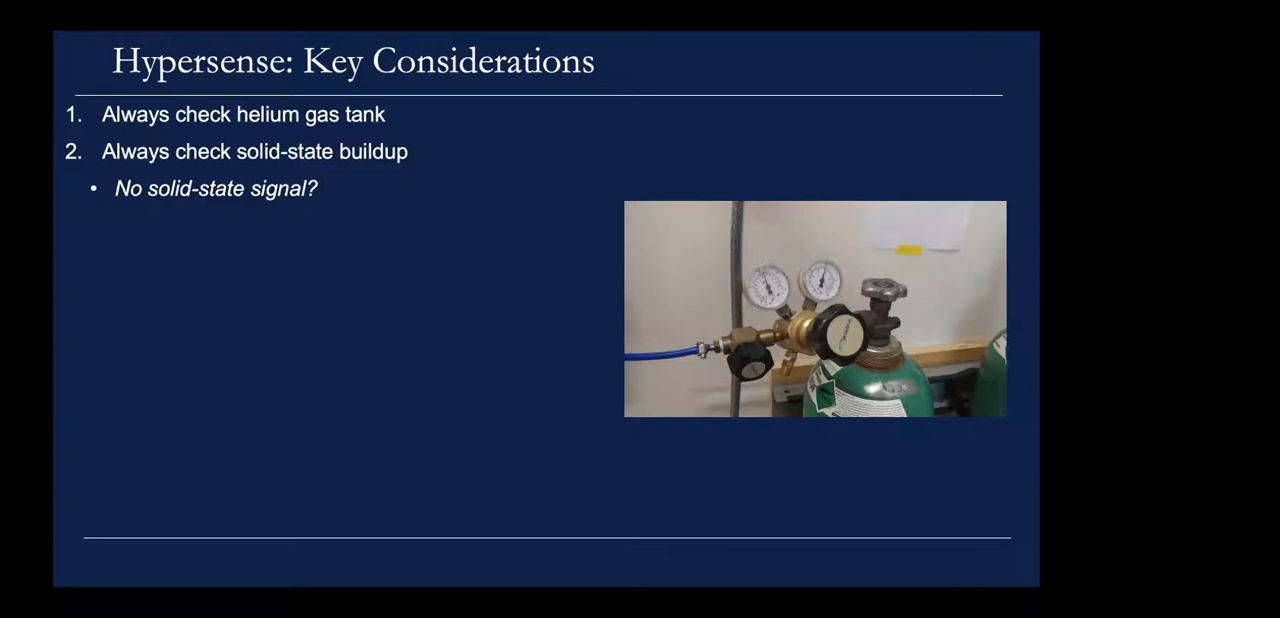 Hypersense: Key Considerations
1. Always check helium gas tank
2. Always check solid-state buildup
• No solid-state signal?